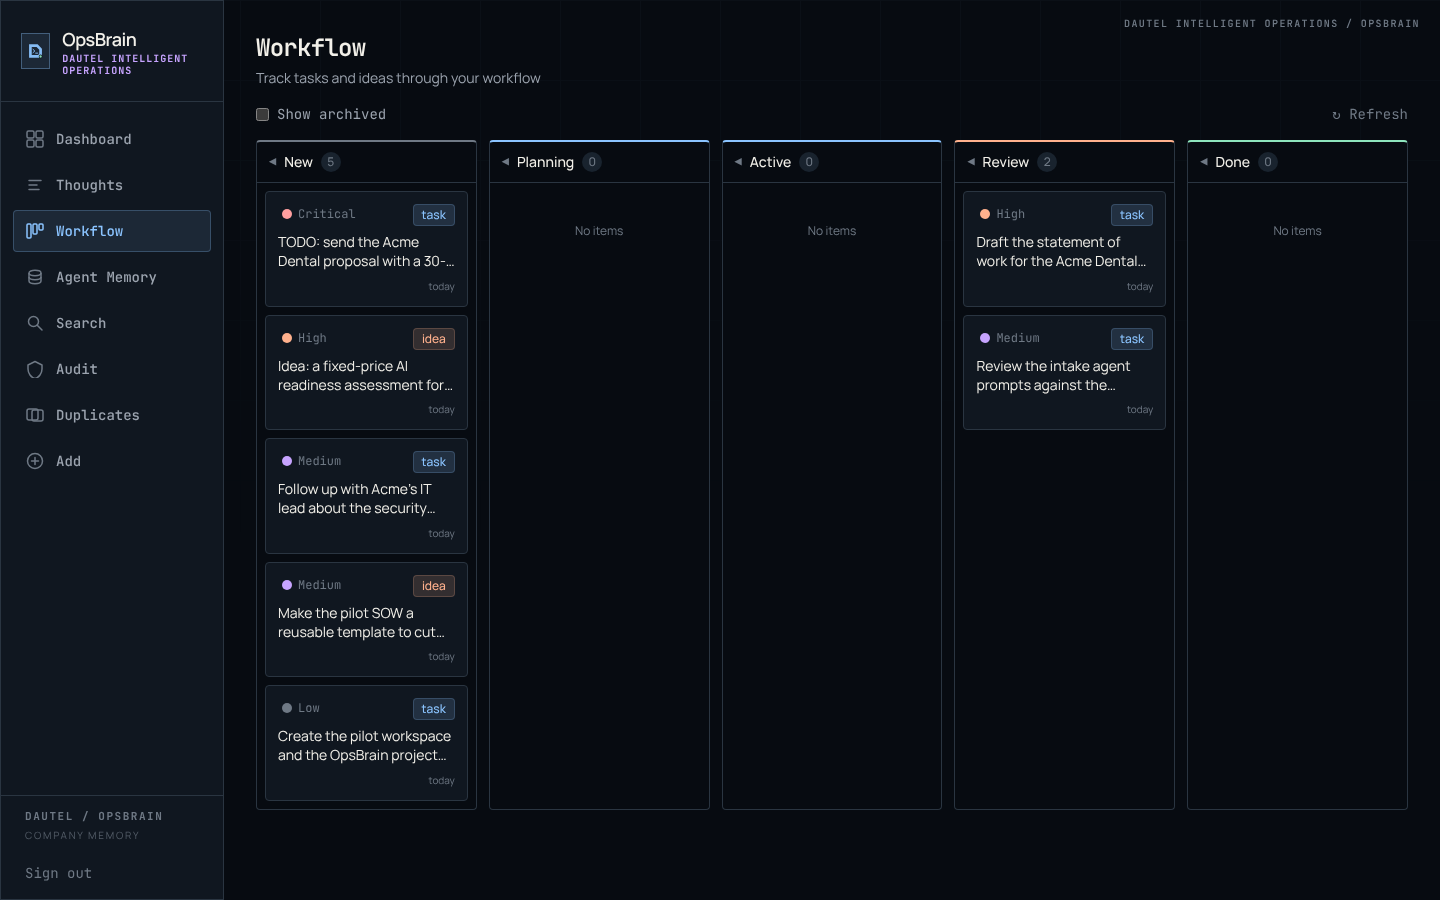 OpsBrain
DAUTEL INTELLIGENT
OPERATIONS
Dashboard
Thoughts
Workflow
Agent Memory
Search
Audit
Duplicates
Add
DAUTEL / OPSBRAIN
COMPANY MEMORY
Sign out
DAUTEL INTELLIGENT OPERATIONS / OPSBRAIN
Workflow
Track tasks and ideas through your workflow
Show archived
↻ Refresh
◀ New 5
Critical task
TODO: send the Acme
Dental proposal with a 30-…
today
High idea
Idea: a fixed-price AI
readiness assessment for…
today
Medium task
Follow up with Acme's IT
lead about the security…
today
Medium idea
Make the pilot SOW a
reusable template to cut…
today
Low task
Create the pilot workspace
and the OpsBrain project…
today
◀ Planning 0
No items
◀ Active 0
No items
◀ Review 2
High task
Draft the statement of
work for the Acme Dental…
today
Medium task
Review the intake agent
prompts against the…
today
◀ Done 0
No items